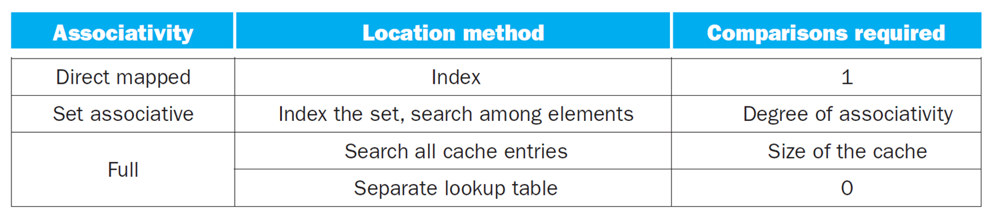 Associativity Location method Comparisons required
Direct mapped Index 1
Set associative Index the set, search among elements Degree of associativity
Full Search all cache entries Size of the cache
Separate lookup table 0